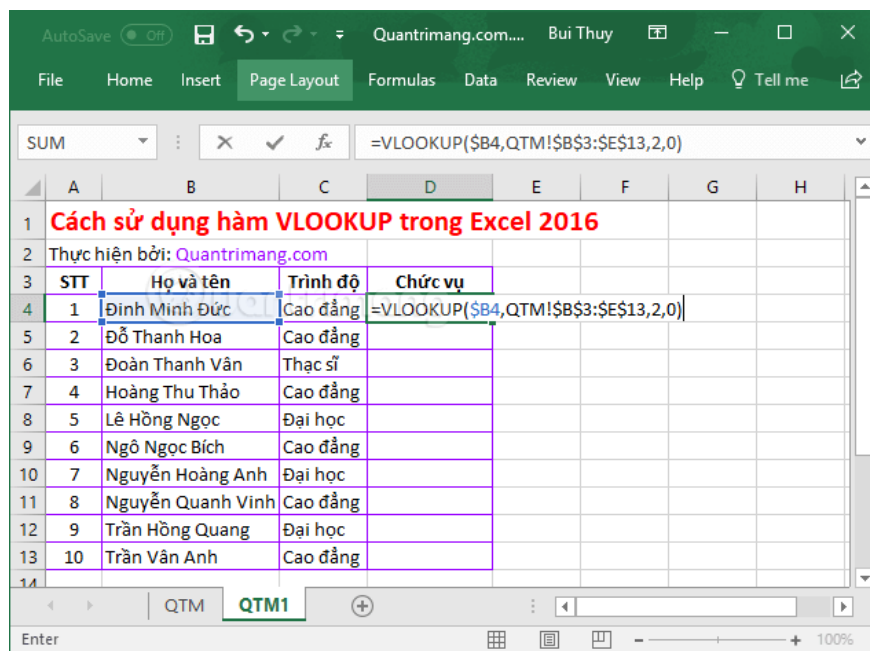 AutoSave Off Quantrimang.com.... Bui Thuy
File Home Insert Page Layout Formulas Data Review View Help Tell me
SUM fx =VLOOKUP($B4,QTM!$B$3:$E$13,2,0)
A B C D E F G H
1 Cách sử dụng hàm VLOOKUP trong Excel 2016
2 Thực hiện bởi: Quantrimang.com
3 STT Họ và tên Trình độ Chức vụ
4 1 Đinh Minh Đức Cao đẳng =VLOOKUP($B4,QTM!$B$3:$E$13,2,0)
5 2 Đỗ Thanh Hoa Cao đẳng
6 3 Đoàn Thanh Vân Thạc sĩ
7 4 Hoàng Thu Thảo Cao đẳng
8 5 Lê Hồng Ngọc Đại học
9 6 Ngô Ngọc Bích Cao đẳng
10 7 Nguyễn Hoàng Anh Đại học
11 8 Nguyễn Quanh Vinh Cao đẳng
12 9 Trần Hồng Quang Đại học
13 10 Trần Vân Anh Cao đẳng
14
QTM QTM1
Enter 100%